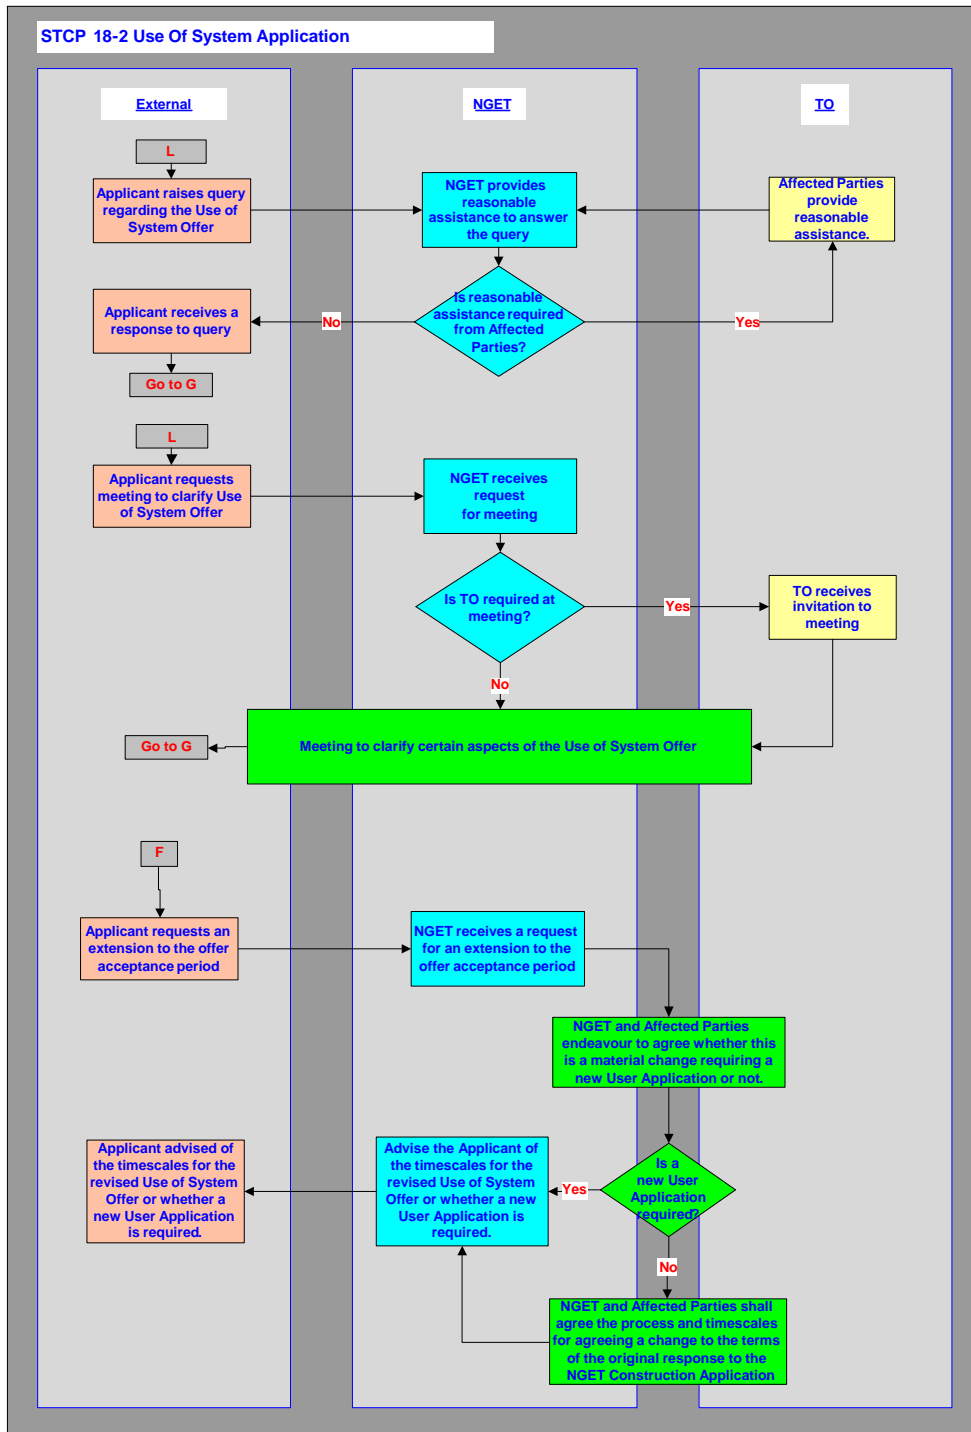 STCP 18-2 Use Of System Application
External
NGET
TO
L
Applicant raises query
regarding the Use of
System Offer
NGET provides
reasonable
assistance to answer
the query
Affected Parties
provide
reasonable
assistance.
Applicant receives a
response to query
No
Is reasonable
assistance required
from Affected
Parties?
Yes
Go to G
L
Applicant requests
meeting to clarify Use
of System Offer
NGET receives
request
for meeting
Is TO required at
meeting?
Yes
TO receives
invitation to
meeting
No
Go to G
Meeting to clarify certain aspects of the Use of System Offer
F
Applicant requests an
extension to the offer
acceptance period
NGET receives a request
for an extension to the
offer acceptance period
NGET and Affected Parties
endeavour to agree whether this
is a material change requiring a
new User Application or not.
Applicant advised of
the timescales for the
revised Use of System
Offer or whether a
new User Application
is required.
Advise the Applicant of
the timescales for the
revised Use of System
Offer or whether a new
User Application is
required.
Yes
Is a
new User
Application
required?
No
NGET and Affected Parties shall
agree the process and timescales
for agreeing a change to the terms
of the original response to the
NGET Construction Application